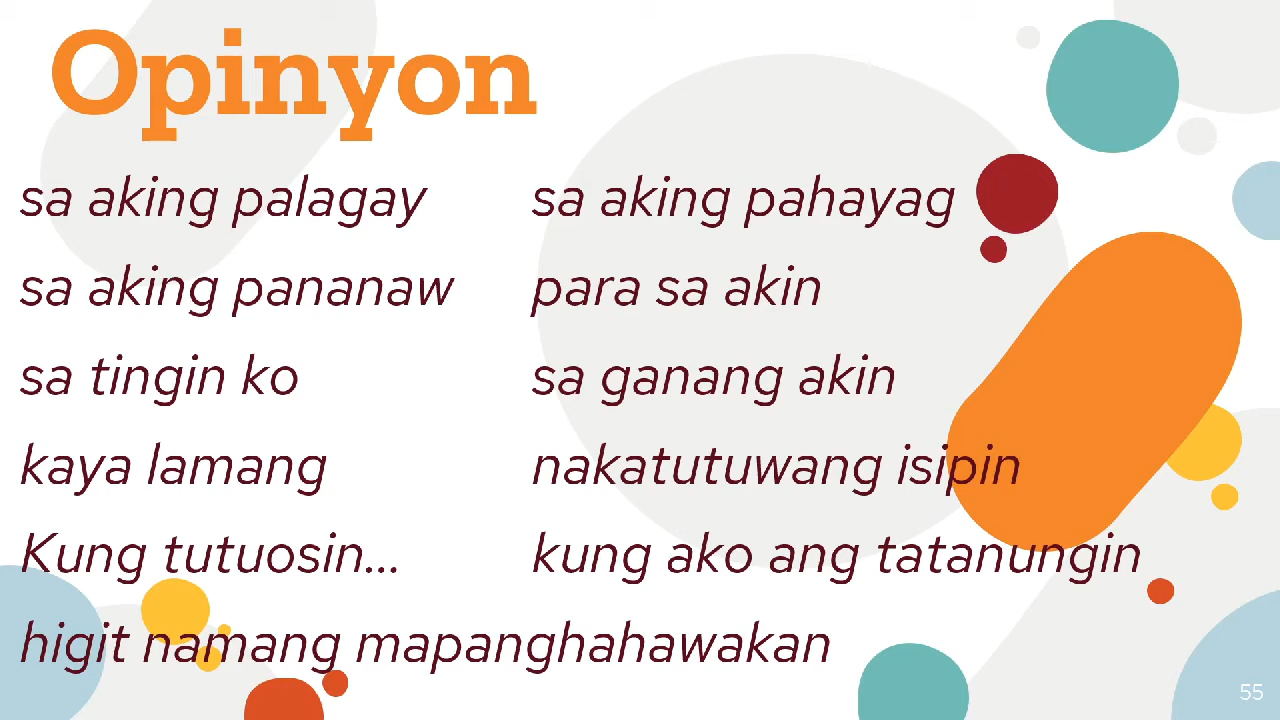 Opinyon
sa aking palagay
sa aking pananaw
sa tingin ko
kaya lamang
Kung tutuosin...
higit namang mapanghahawakan
sa aking pahayag
para sa akin
sa ganang akin
nakatutuwang isipin
kung ako ang tatanungin
55